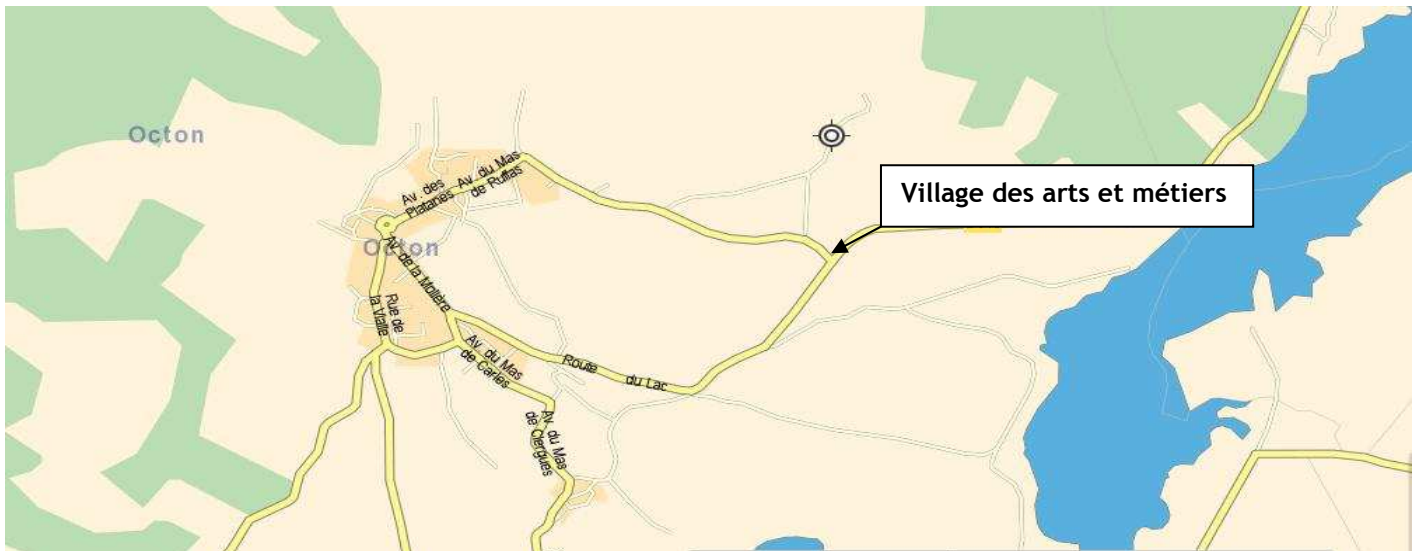 Octon
Village des arts et métiers
Av. des
Platanes
Av. du Mas
de Ruffas
Octon
Av. de la Molière
Rue de
la Vialle
Av. du Mas
de Carles
Route du Lac
Av. du Mas
de Clergues